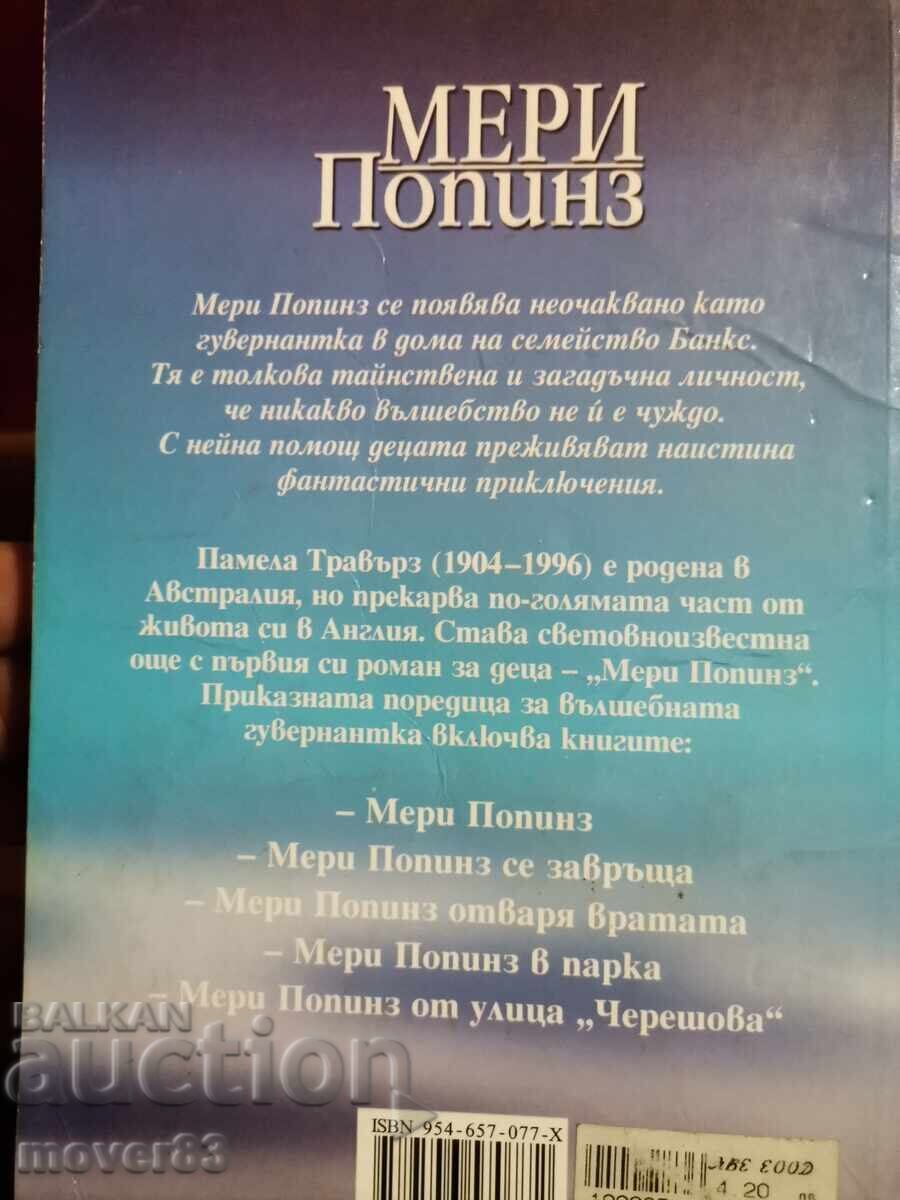 МЕРИ
Попинз
Мери Попинз се появява неочаквано като
гувернантка в дома на семейство Банкс.
Тя е толкова тайнствена и загадъчна личност,
че никакво вълшебство не ѝ е чуждо.
С нейна помощ децата преживяват наистина
фантастични приключения.
Памела Травърз (1904–1996) е родена в
Австралия, но прекарва по-голямата част от
живота си в Англия. Става световноизвестна
още с първия си роман за деца – „Мери Попинз“.
Приказната поредица за вълшебната
гувернантка включва книгите:
– Мери Попинз
– Мери Попинз се завръща
– Мери Попинз отваря вратата
– Мери Попинз в парка
– Мери Попинз от улица „Черешова“
BALKAN
auction
mover83
ISBN 954-657-077-X
4.20